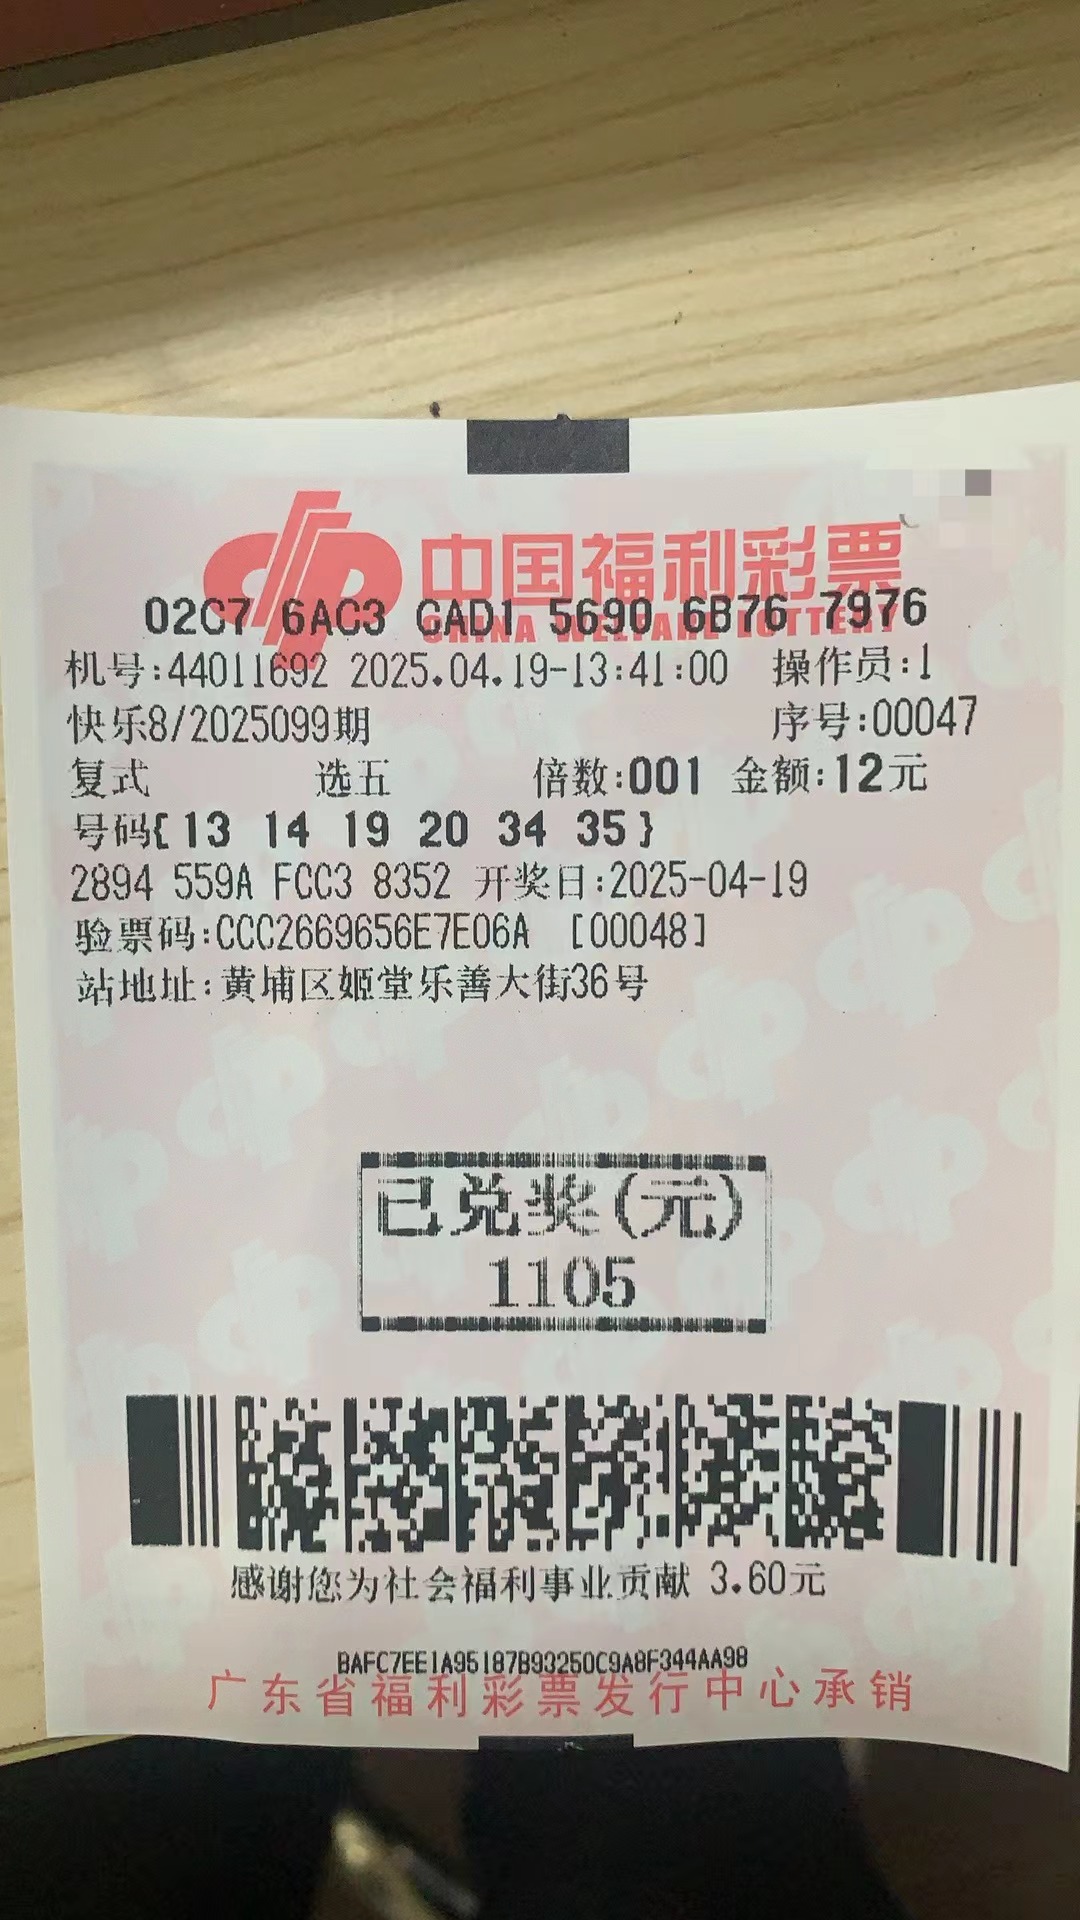 中国福利彩票
CHINA WELFARE LOTTERY
02C7 6AC3 CAD1 5690 6B76 7976
机号:44011692 2025.04.19-13:41:00 操作员:1
快乐8/2025099期 序号:00047
复式 选五 倍数:001 金额:12元
号码{ 13 14 19 20 34 35 }
2894 559A FCC3 8352 开奖日:2025-04-19
验票码:CCC2669656E7E06A [00048]
站地址:黄埔区姬堂乐善大街36号
已兑奖(元)
1105
感谢您为社会福利事业贡献 3.60元
BAFC7EE1A95187B93250C9A8F344AA98
广东省福利彩票发行中心承销